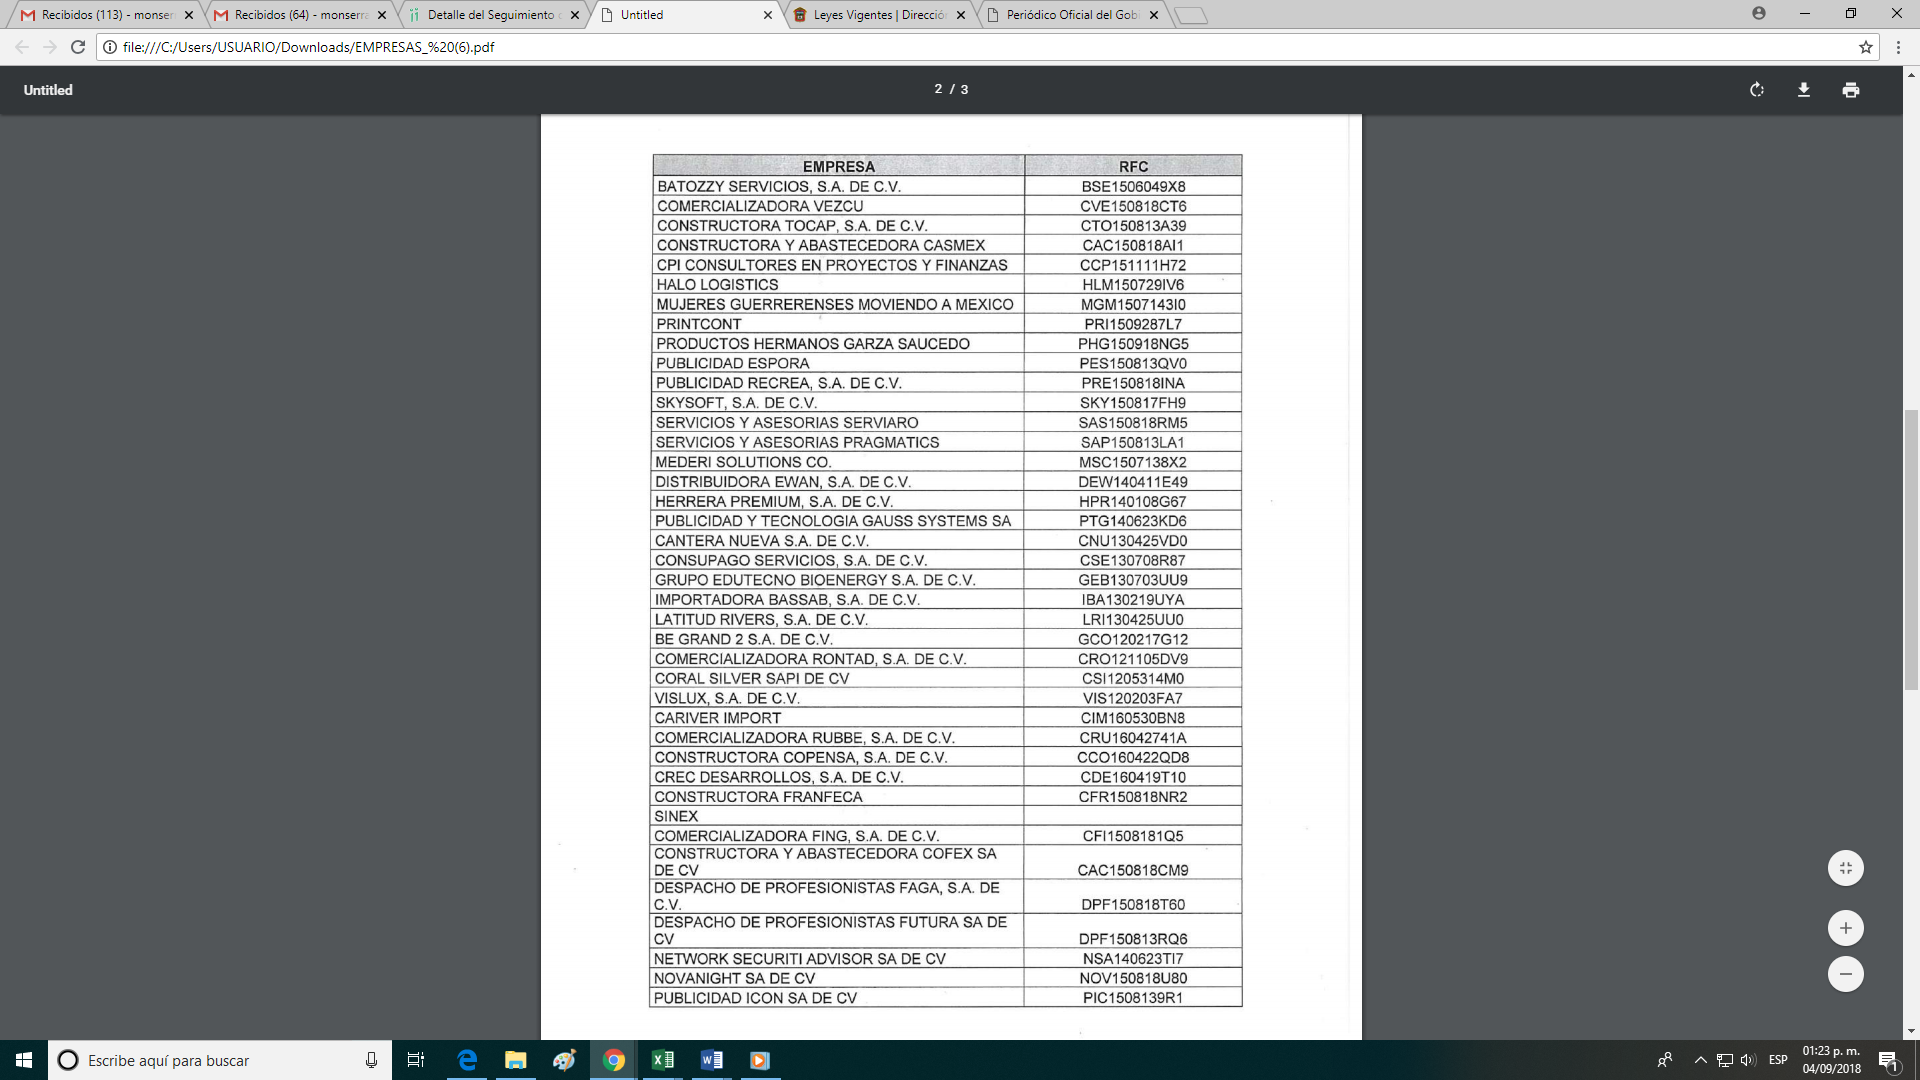 Recibidos (113) - monser
Recibidos (64) - monserra
Detalle del Seguimiento
Untitled
Leyes Vigentes | Direcció
Periódico Oficial del Gob
file:///C:/Users/USUARIO/Downloads/EMPRESAS_%20(6).pdf
Untitled
2 / 3
EMPRESA RFC
BATOZZY SERVICIOS, S.A. DE C.V. BSE1506049X8
COMERCIALIZADORA VEZCU CVE150818CT6
CONSTRUCTORA TOCAP, S.A. DE C.V. CTO150813A39
CONSTRUCTORA Y ABASTECEDORA CASMEX CAC150818AI1
CPI CONSULTORES EN PROYECTOS Y FINANZAS CCP151111H72
HALO LOGISTICS HLM150729IV6
MUJERES GUERRERENSES MOVIENDO A MEXICO MGM1507143I0
PRINTCONT PRI1509287L7
PRODUCTOS HERMANOS GARZA SAUCEDO PHG150918NG5
PUBLICIDAD ESPORA PES150813QV0
PUBLICIDAD RECREA, S.A. DE C.V. PRE150818INA
SKYSOFT, S.A. DE C.V. SKY150817FH9
SERVICIOS Y ASESORIAS SERVIARO SAS150818RM5
SERVICIOS Y ASESORIAS PRAGMATICS SAP150813LA1
MEDERI SOLUTIONS CO. MSC1507138X2
DISTRIBUIDORA EWAN, S.A. DE C.V. DEW140411E49
HERRERA PREMIUM, S.A. DE C.V. HPR140108G67
PUBLICIDAD Y TECNOLOGIA GAUSS SYSTEMS SA PTG140623KD6
CANTERA NUEVA S.A. DE C.V. CNU130425VD0
CONSUPAGO SERVICIOS, S.A. DE C.V. CSE130708R87
GRUPO EDUTECNO BIOENERGY S.A. DE C.V. GEB130703UU9
IMPORTADORA BASSAB, S.A. DE C.V. IBA130219UYA
LATITUD RIVERS, S.A. DE C.V. LRI130425UU0
BE GRAND 2 S.A. DE C.V. GCO120217G12
COMERCIALIZADORA RONTAD, S.A. DE C.V. CRO121105DV9
CORAL SILVER SAPI DE CV CSI1205314M0
VISLUX, S.A. DE C.V. VIS120203FA7
CARIVER IMPORT CIM160530BN8
COMERCIALIZADORA RUBBE, S.A. DE C.V. CRU16042741A
CONSTRUCTORA COPENSA, S.A. DE C.V. CCO160422QD8
CREC DESARROLLOS, S.A. DE C.V. CDE160419T10
CONSTRUCTORA FRANFECA CFR150818NR2
SINEX
COMERCIALIZADORA FING, S.A. DE C.V. CFI1508181Q5
CONSTRUCTORA Y ABASTECEDORA COFEX SA
DE CV CAC150818CM9
DESPACHO DE PROFESIONISTAS FAGA, S.A. DE
C.V. DPF150818T60
DESPACHO DE PROFESIONISTAS FUTURA SA DE
CV DPF150813RQ6
NETWORK SECURITI ADVISOR SA DE CV NSA140623TI7
NOVANIGHT SA DE CV NOV150818U80
PUBLICIDAD ICON SA DE CV PIC1508139R1
Escribe aquí para buscar
ESP
01:23 p. m.
04/09/2018
1